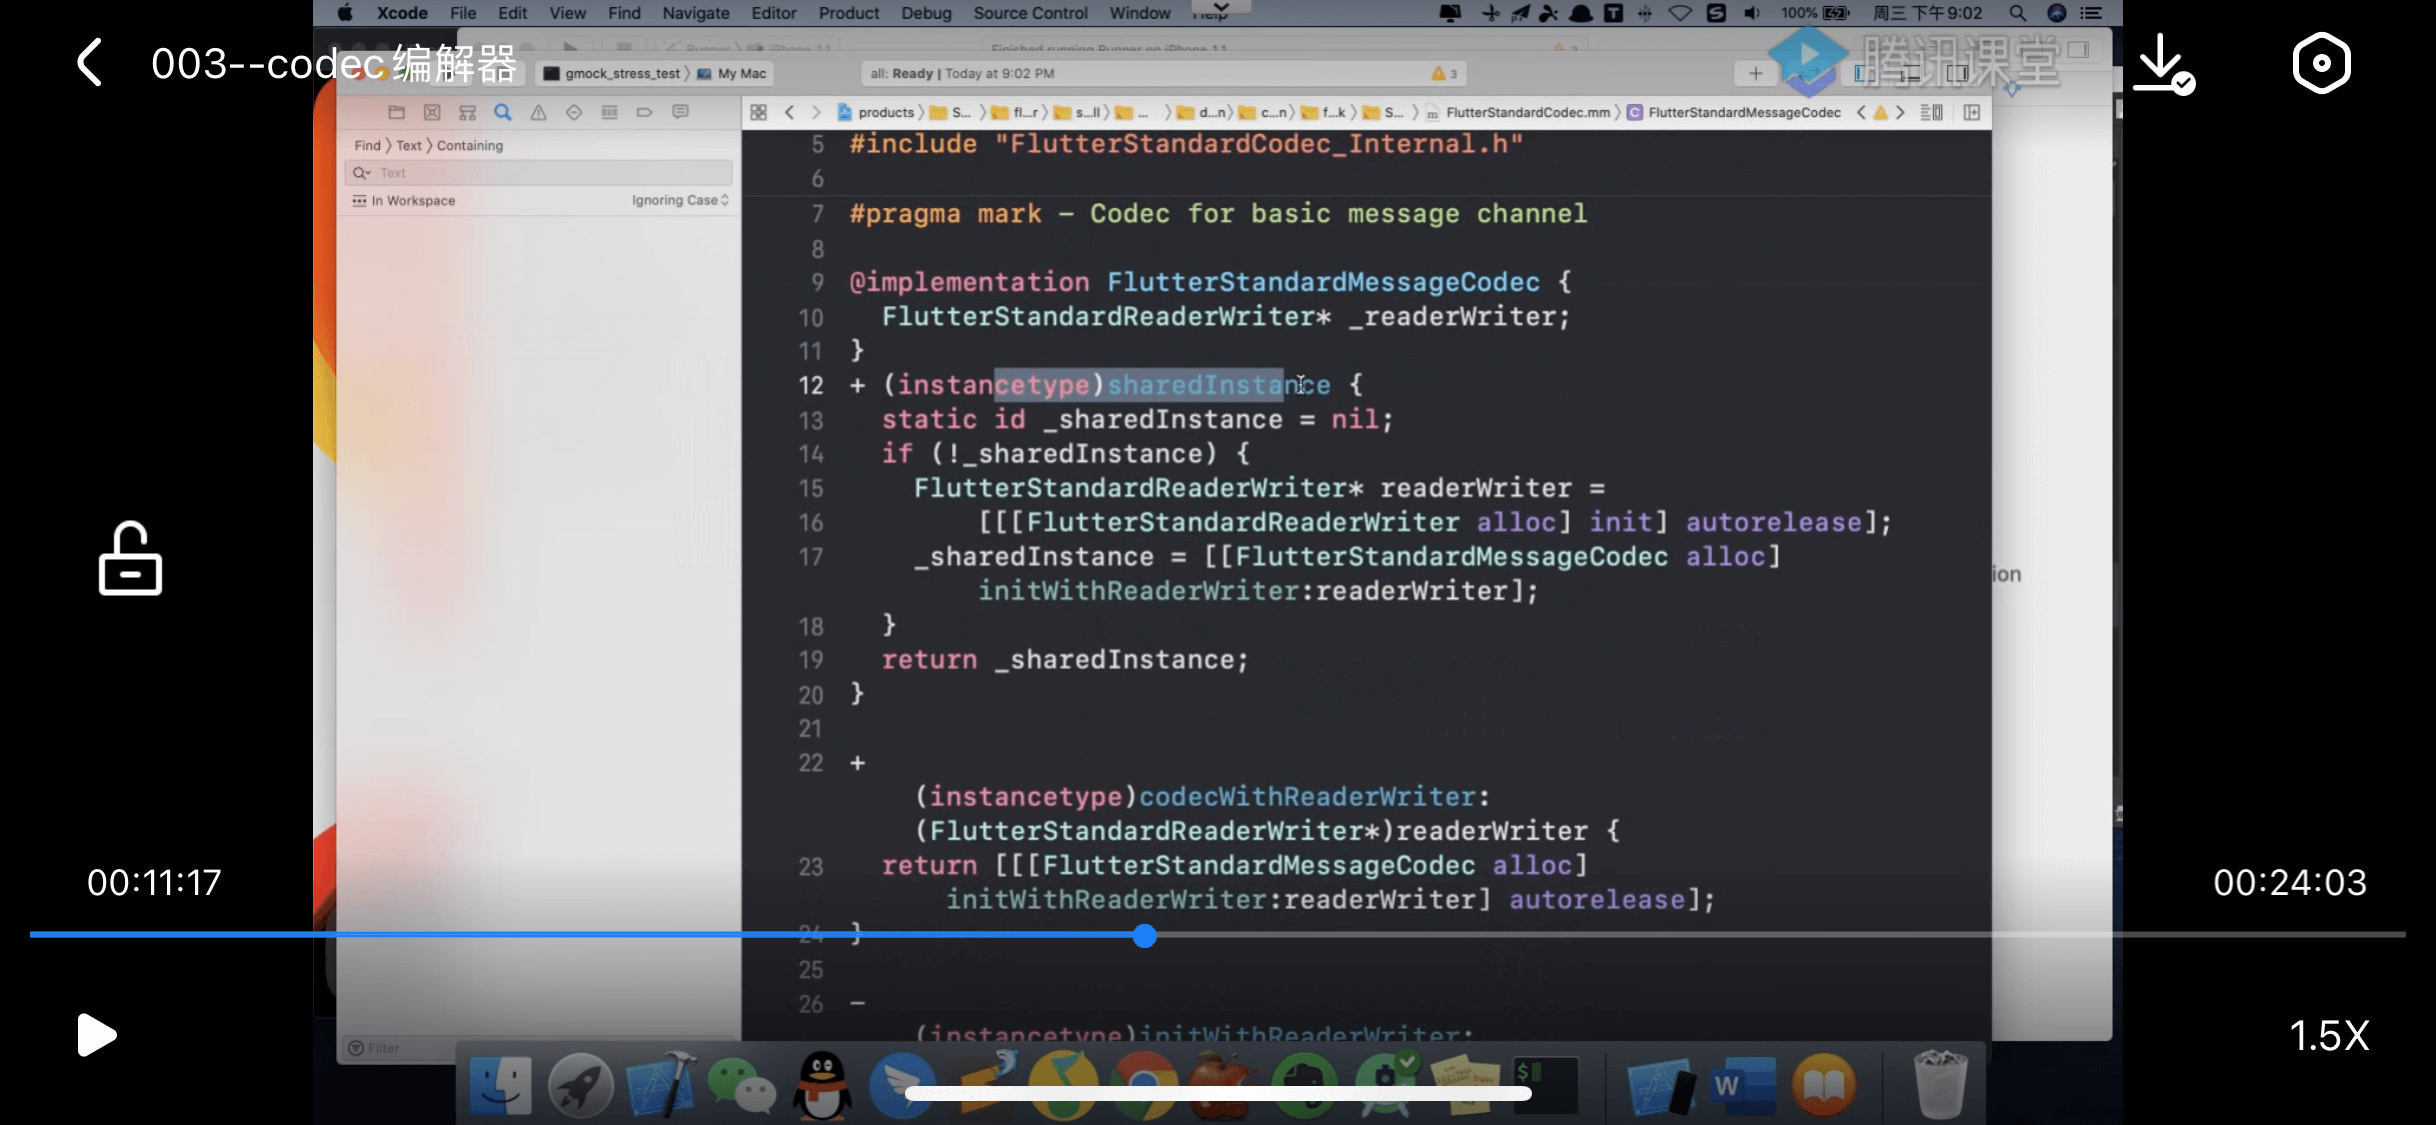 Xcode File Edit View Find Navigate Editor Product Debug Source Control Window Help 100% 周三下午9:02
003--codec编解器
Finished running Runner on iPhone 11
腾讯课堂
gmock_stress_test 〉 My Mac
all: Ready | Today at 9:02 PM
3
products 〉 S... 〉 fl...r 〉 s...ll 〉 ... 〉 d...n 〉 c...n 〉 f...k 〉 S... 〉 FlutterStandardCodec.mm 〉 FlutterStandardMessageCodec
Find 〉 Text 〉 Containing
Text
In Workspace
Ignoring Case
5 #include "FlutterStandardCodec_Internal.h"
6
7 #pragma mark – Codec for basic message channel
8
9 @implementation FlutterStandardMessageCodec {
10 FlutterStandardReaderWriter* _readerWriter;
11 }
12 + (instancetype)sharedInstance {
13 static id _sharedInstance = nil;
14 if (!_sharedInstance) {
15 FlutterStandardReaderWriter* readerWriter =
16 [[[FlutterStandardReaderWriter alloc] init] autorelease];
17 _sharedInstance = [[FlutterStandardMessageCodec alloc]
initWithReaderWriter:readerWriter];
18 }
19 return _sharedInstance;
20 }
21
22 +
(instancetype)codecWithReaderWriter:
(FlutterStandardReaderWriter*)readerWriter {
23 return [[[FlutterStandardMessageCodec alloc]
initWithReaderWriter:readerWriter] autorelease];
24 }
25
26 –
(instancetype)initWithReaderWriter:
ion
00:11:17
00:24:03
Filter
1.5X